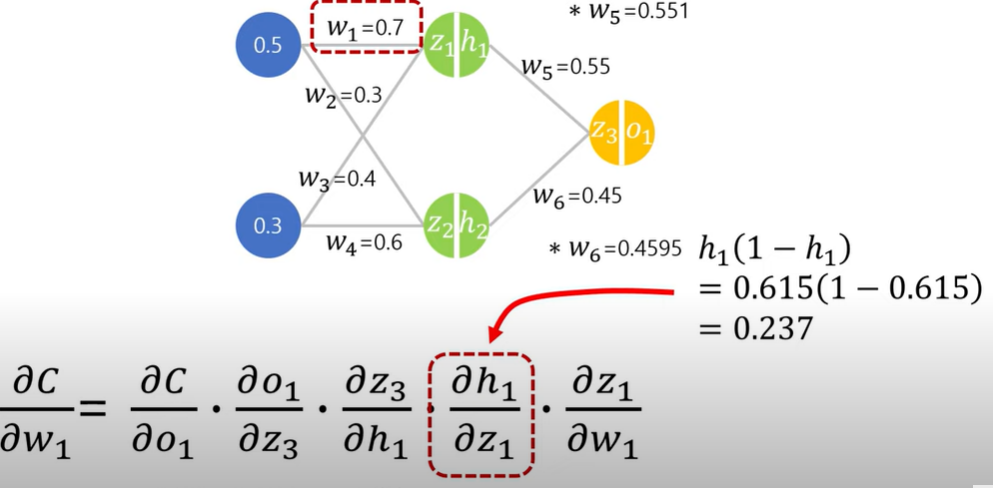 * w₅=0.551
w₁=0.7
0.5
z₁ h₁
w₅=0.55
w₂=0.3
z₃ o₁
w₃=0.4
w₆=0.45
0.3
z₂ h₂
w₄=0.6
* w₆=0.4595
h₁(1 − h₁)
= 0.615(1 − 0.615)
= 0.237
∂C/∂w₁ = ∂C/∂o₁ · ∂o₁/∂z₃ · ∂z₃/∂h₁ · ∂h₁/∂z₁ · ∂z₁/∂w₁